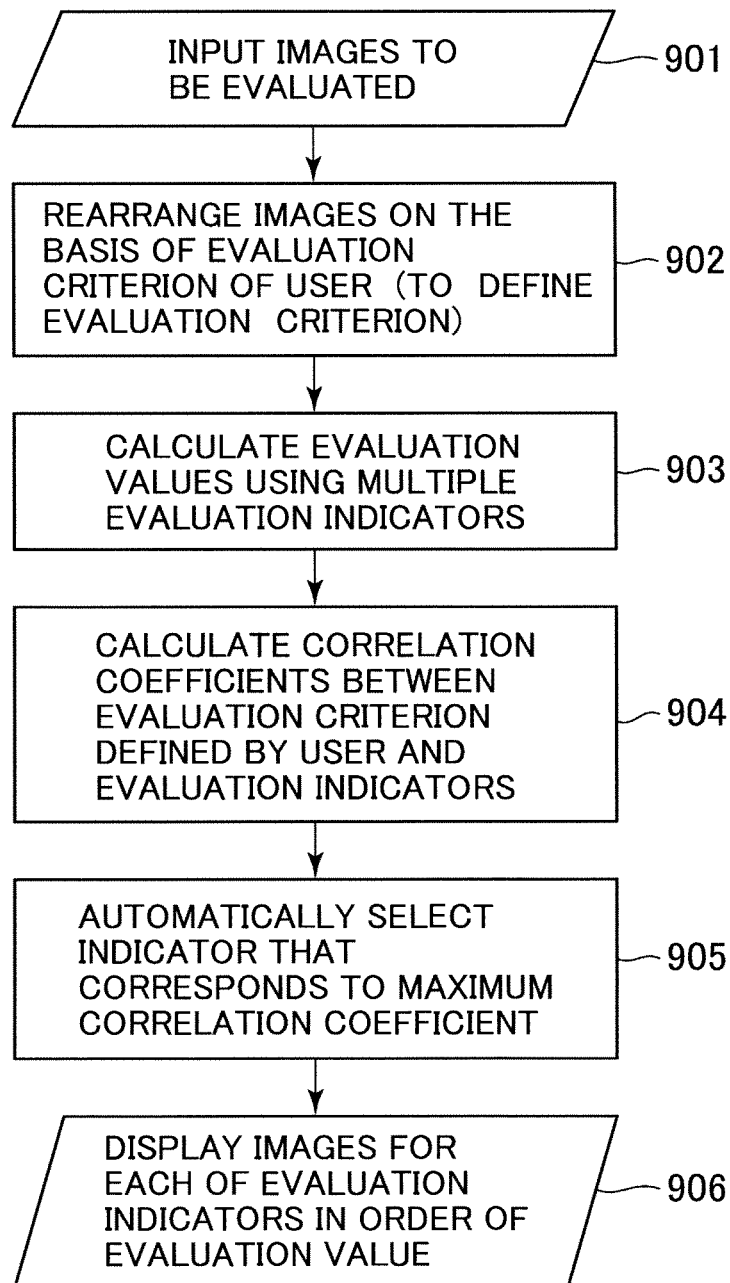 INPUT IMAGES TO
BE EVALUATED
901
REARRANGE IMAGES ON THE
BASIS OF EVALUATION
CRITERION OF USER (TO DEFINE
EVALUATION CRITERION)
902
CALCULATE EVALUATION
VALUES USING MULTIPLE
EVALUATION INDICATORS
903
CALCULATE CORRELATION
COEFFICIENTS BETWEEN
EVALUATION CRITERION
DEFINED BY USER AND
EVALUATION INDICATORS
904
AUTOMATICALLY SELECT
INDICATOR THAT
CORRESPONDS TO MAXIMUM
CORRELATION COEFFICIENT
905
DISPLAY IMAGES FOR
EACH OF EVALUATION
INDICATORS IN ORDER OF
EVALUATION VALUE
906